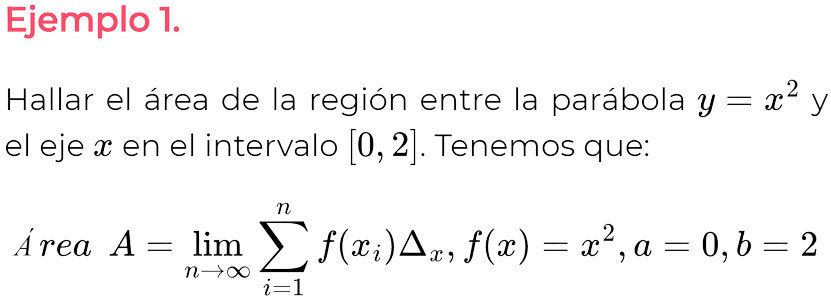 Ejemplo 1.
Hallar el área de la región entre la parábola y = x² y
el eje x en el intervalo [0, 2]. Tenemos que:
Área A = lim_{n→∞} ∑_{i=1}^{n} f(x_i)Δ_x, f(x) = x², a = 0, b = 2